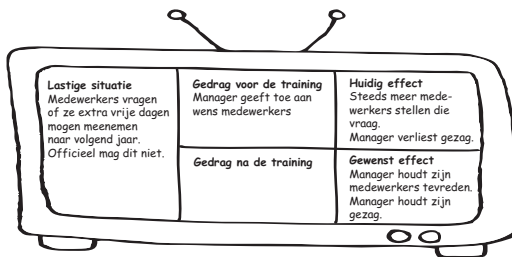 Lastige situatie
Medewerkers vragen
of ze extra vrije dagen
mogen meenemen
naar volgend jaar.
Officieel mag dit niet.
Gedrag voor de training
Manager geeft toe aan
wens medewerkers
Huidig effect
Steeds meer mede-
werkers stellen die
vraag.
Manager verliest gezag.
Gedrag na de training
Gewenst effect
Manager houdt zijn
medewerkers tevreden.
Manager houdt zijn
gezag.